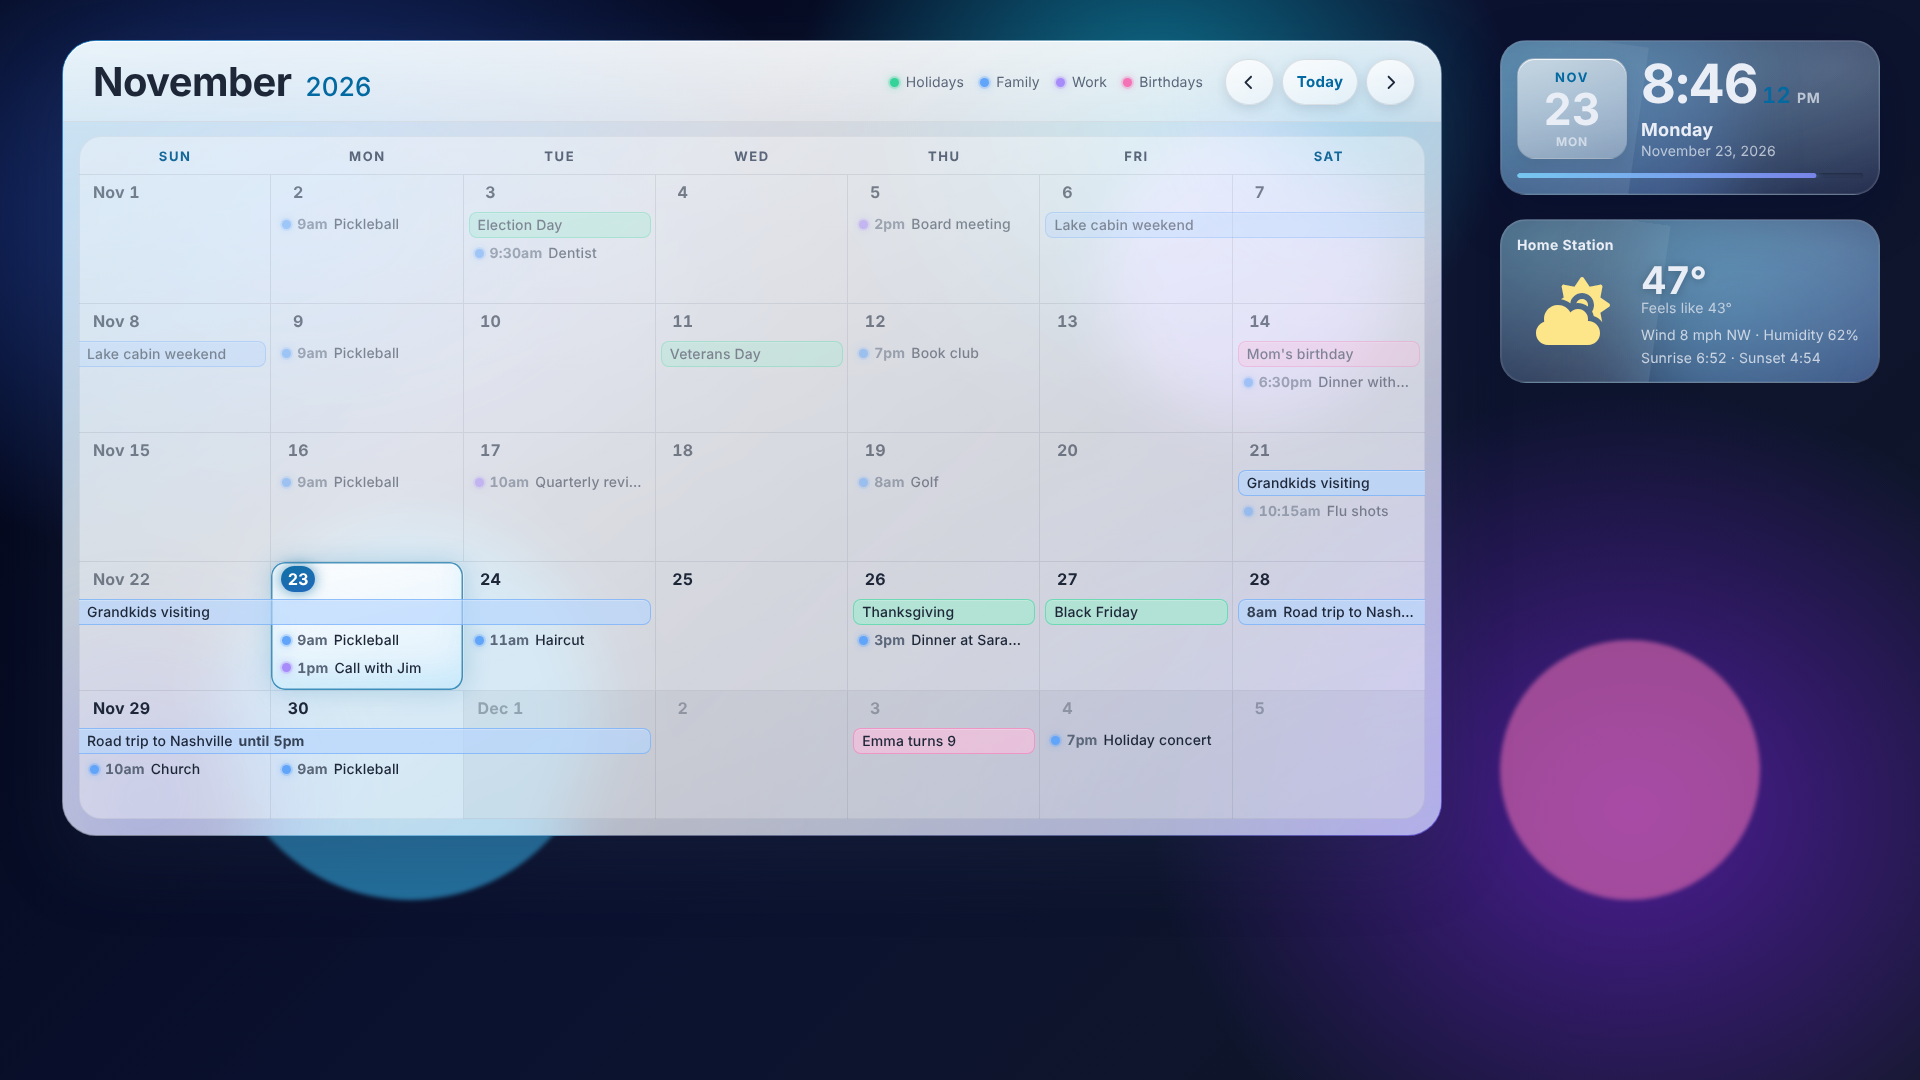 November 2026
Holidays Family Work Birthdays Today
SUN MON TUE WED THU FRI SAT
Nov 1 2 3 4 5 6 7
9am Pickleball Election Day 2pm Board meeting Lake cabin weekend
9:30am Dentist
Nov 8 9 10 11 12 13 14
Lake cabin weekend 9am Pickleball Veterans Day 7pm Book club Mom's birthday
6:30pm Dinner with...
Nov 15 16 17 18 19 20 21
9am Pickleball 10am Quarterly revi... 8am Golf Grandkids visiting
10:15am Flu shots
Nov 22 23 24 25 26 27 28
Grandkids visiting Thanksgiving Black Friday 8am Road trip to Nash...
9am Pickleball 11am Haircut 3pm Dinner at Sara...
1pm Call with Jim
Nov 29 30 Dec 1 2 3 4 5
Road trip to Nashville until 5pm Emma turns 9 7pm Holiday concert
10am Church 9am Pickleball
NOV
23
MON
8:46 12 PM
Monday
November 23, 2026
Home Station
47°
Feels like 43°
Wind 8 mph NW · Humidity 62%
Sunrise 6:52 · Sunset 4:54